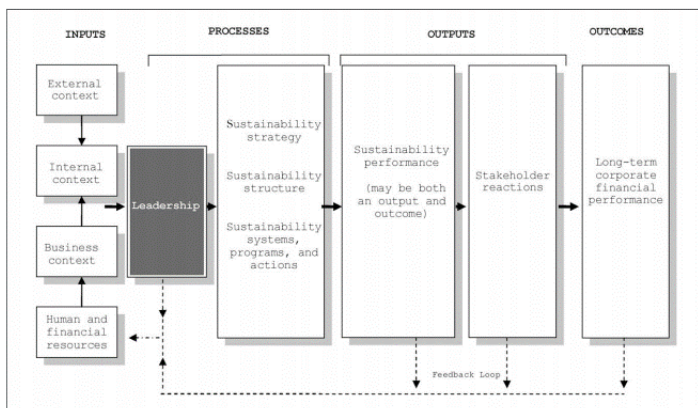 INPUTS
PROCESSES
OUTPUTS
OUTCOMES
External
context
Internal
context
Business
context
Human and
financial
resources
Leadership
Sustainability
strategy
Sustainability
structure
Sustainability
systems,
programs, and
actions
Sustainability
performance
(may be both
an output and
outcome)
Stakeholder
reactions
Long-term
corporate
financial
performance
Feedback Loop